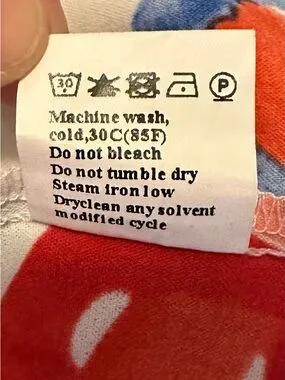 30 P
Machine wash,
cold,30C(85F)
Do not bleach
Do not tumble dry
Steam iron low
Dryclean any solvent
modified cycle